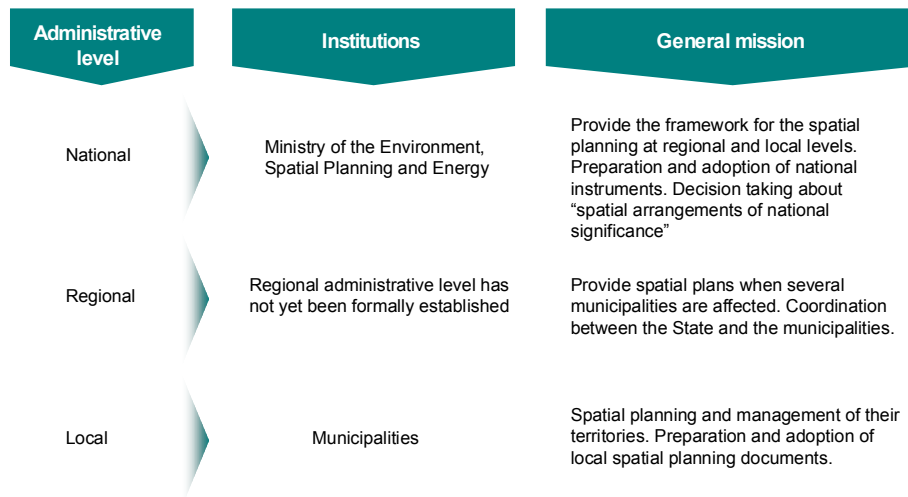 Administrative
level
Institutions
General mission
National
Ministry of the Environment,
Spatial Planning and Energy
Provide the framework for the spatial
planning at regional and local levels.
Preparation and adoption of national
instruments. Decision taking about
“spatial arrangements of national
significance”
Regional
Regional administrative level has
not yet been formally established
Provide spatial plans when several
municipalities are affected. Coordination
between the State and the municipalities.
Local
Municipalities
Spatial planning and management of their
territories. Preparation and adoption of
local spatial planning documents.